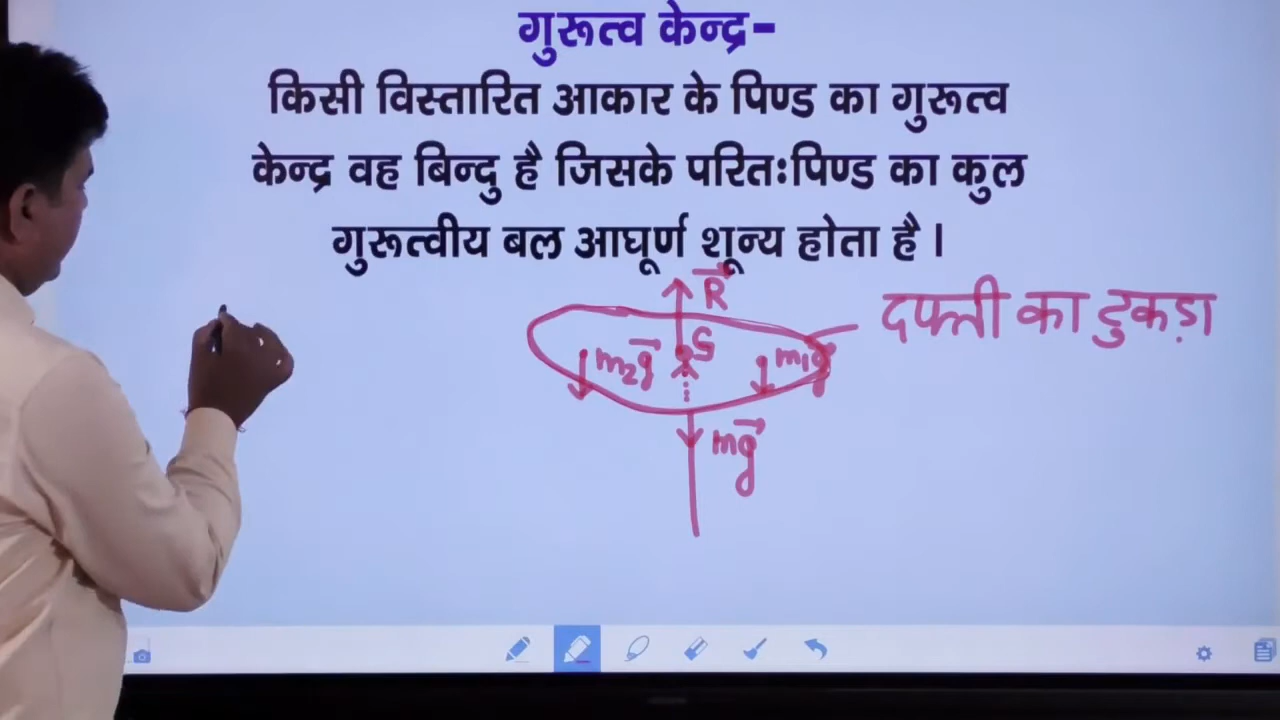 गुरूत्व केन्द्र-
किसी विस्तारित आकार के पिण्ड का गुरूत्व
केन्द्र वह बिन्दु है जिसके परितःपिण्ड का कुल
गुरूत्वीय बल आघूर्ण शून्य होता है ।
R
दफ्ती का टुकड़ा
m₂g G m₁g
mg